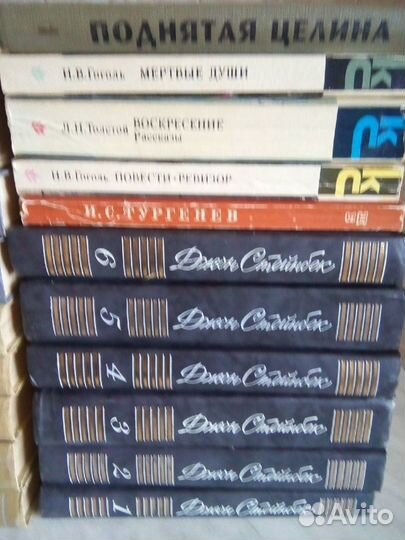 ПОДНЯТАЯ ЦЕЛИНА
Н.В.Гоголь МЕРТВЫЕ ДУШИ
Л.Н.Толстой ВОСКРЕСЕНИЕ
Рассказы
Н.В.Гоголь ПОВЕСТИ·РЕВИЗОР
И.С.ТУРГЕНЕВ
6 Джон Стейнбек
5 Джон Стейнбек
4 Джон Стейнбек
3 Джон Стейнбек
2 Джон Стейнбек
1 Джон Стейнбек
Avito